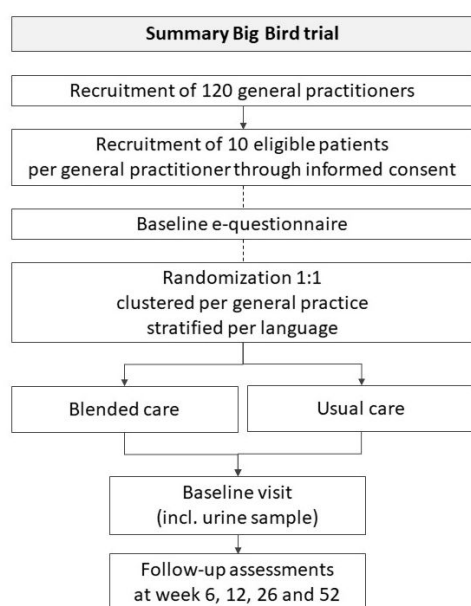 Summary Big Bird trial
Recruitment of 120 general practitioners
Recruitment of 10 eligible patients
per general practitioner through informed consent
Baseline e-questionnaire
Randomization 1:1
clustered per general practice
stratified per language
Blended care
Usual care
Baseline visit
(incl. urine sample)
Follow-up assessments
at week 6, 12, 26 and 52